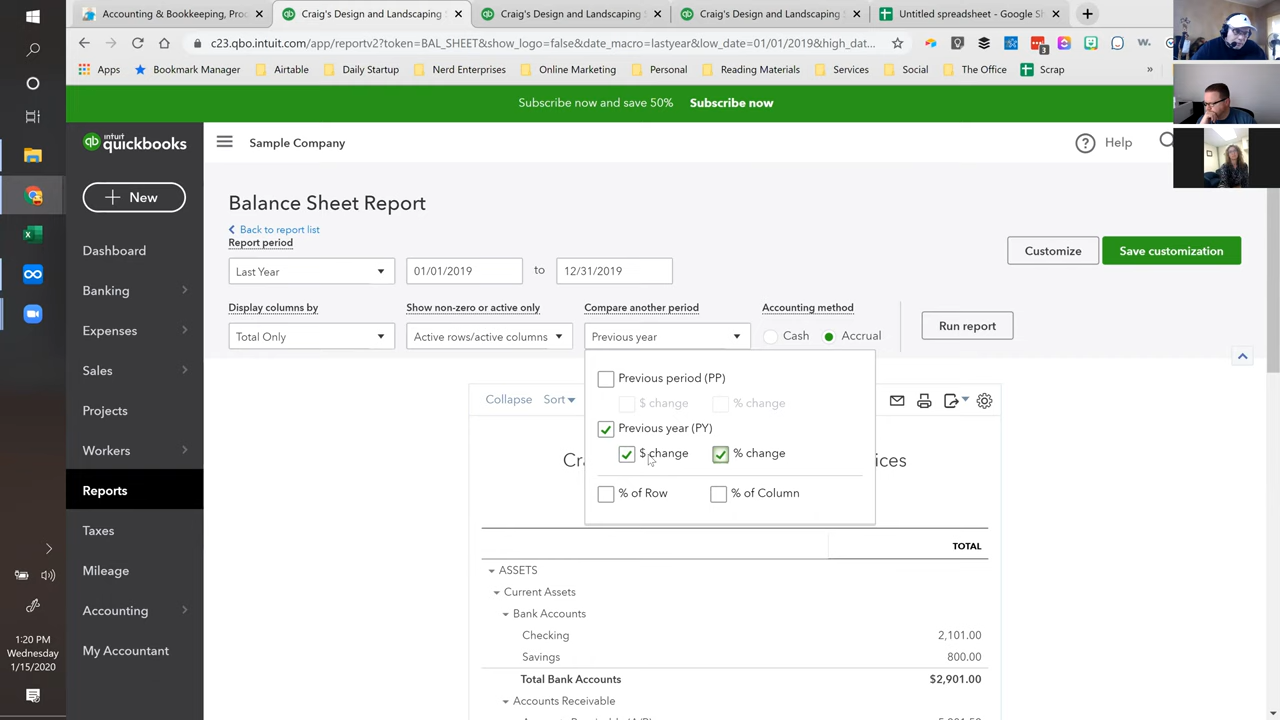 Accounting & Bookkeeping, Proc
Craig's Design and Landscaping
Craig's Design and Landscaping
Craig's Design and Landscaping
Untitled spreadsheet - Google Sh
c23.qbo.intuit.com/app/reportv2?token=BAL_SHEET&show_logo=false&date_macro=lastyear&low_date=01/01/2019&high_dat...
Apps
Bookmark Manager
Airtable
Daily Startup
Nerd Enterprises
Online Marketing
Personal
Reading Materials
Services
Social
The Office
Scrap
»
Subscribe now and save 50% Subscribe now
intuit
quickbooks
Sample Company
Help
+ New
Dashboard
Banking
Expenses
Sales
Projects
Workers
Reports
Taxes
Mileage
Accounting
My Accountant
Balance Sheet Report
Back to report list
Report period
Last Year
01/01/2019
to
12/31/2019
Customize
Save customization
Display columns by
Show non-zero or active only
Compare another period
Accounting method
Total Only
Active rows/active columns
Previous year
Cash
Accrual
Run report
Previous period (PP)
$ change
% change
Previous year (PY)
$ change
% change
% of Row
% of Column
Collapse
Sort
Cra
ices
TOTAL
ASSETS
Current Assets
Bank Accounts
Checking 2,101.00
Savings 800.00
Total Bank Accounts $2,901.00
Accounts Receivable
1:20 PM
Wednesday
1/15/2020